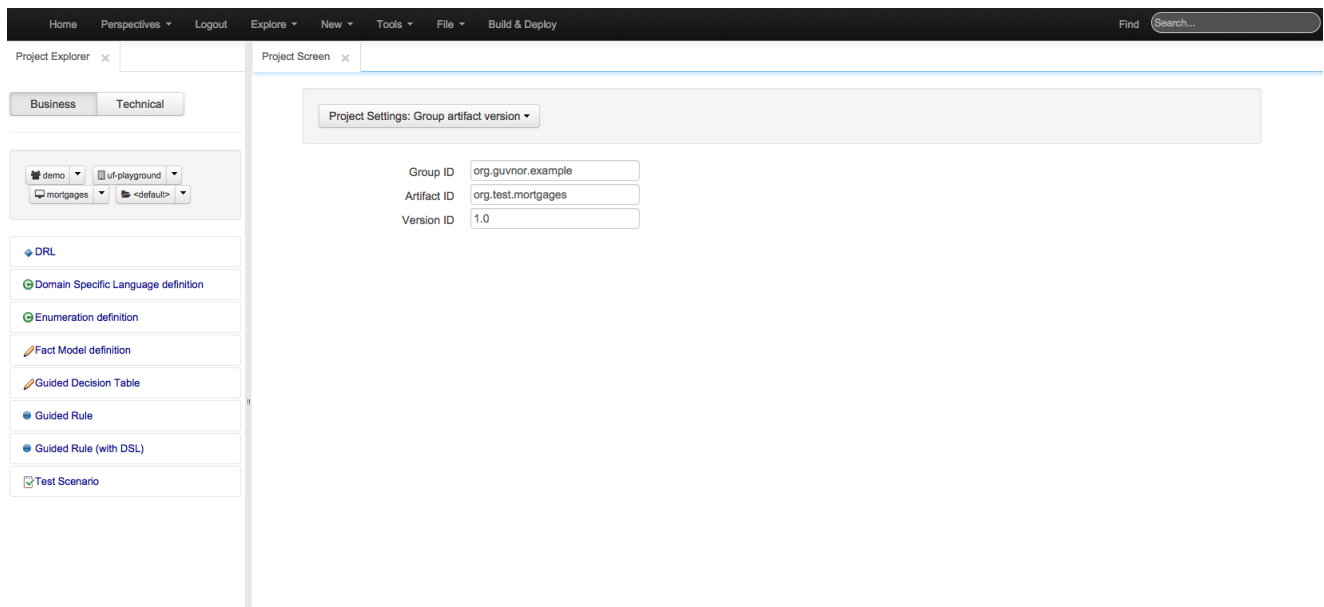 Home Perspectives Logout Explore New Tools File Build & Deploy Find Search...
Project Explorer
Project Screen
Business Technical
Project Settings: Group artifact version
demo uf-playground
mortgages <default>
Group ID org.guvnor.example
Artifact ID org.test.mortgages
Version ID 1.0
DRL
Domain Specific Language definition
Enumeration definition
Fact Model definition
Guided Decision Table
Guided Rule
Guided Rule (with DSL)
Test Scenario